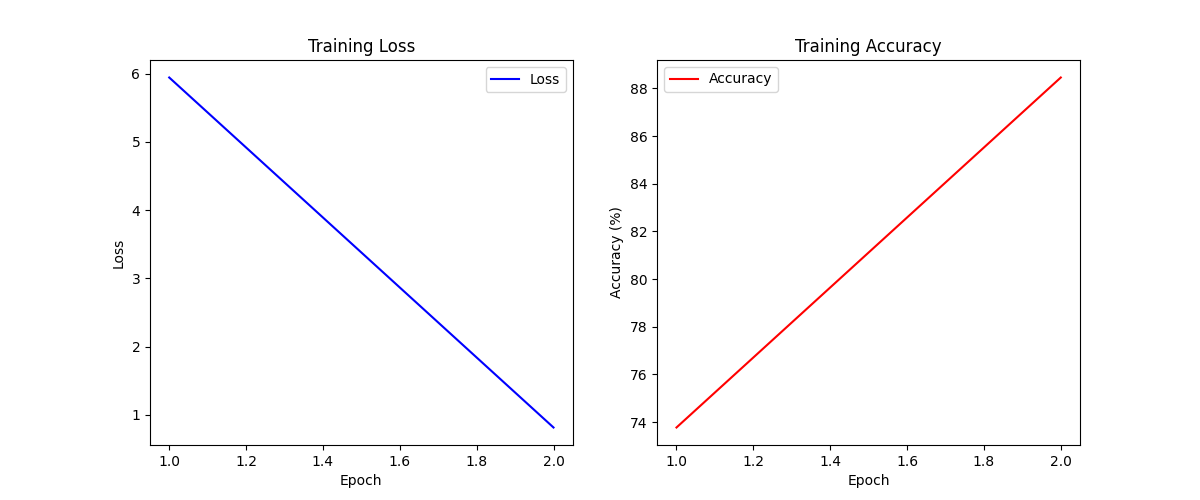 Training Loss
Loss
6
5
4
3
2
1
Loss
1.0 1.2 1.4 1.6 1.8 2.0
Epoch
Training Accuracy
Accuracy
88
86
84
82
80
78
76
74
Accuracy (%)
1.0 1.2 1.4 1.6 1.8 2.0
Epoch